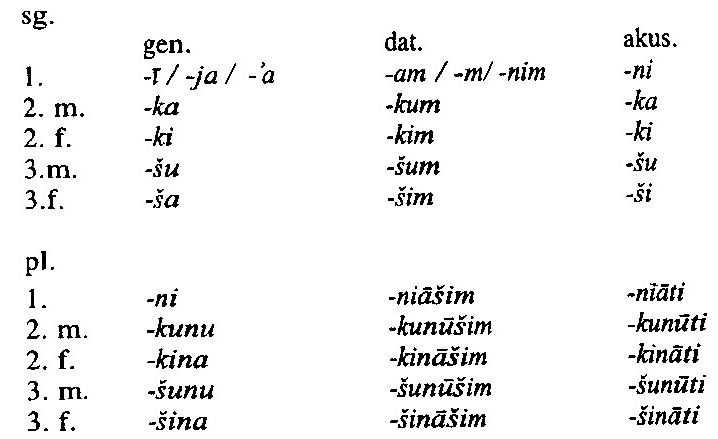 sg.
gen. dat. akus.
1. -ī / -ja / -'a -am / -m/ -nim -ni
2. m. -ka -kum -ka
2. f. -ki -kim -ki
3.m. -šu -šum -šu
3.f. -ša -šim -ši
pl.
1. -ni -niāšim -niāti
2. m. -kunu -kunūšim -kunūti
2. f. -kina -kināšim -kināti
3. m. -šunu -šunūšim -šunūti
3. f. -šina -šināšim -šināti